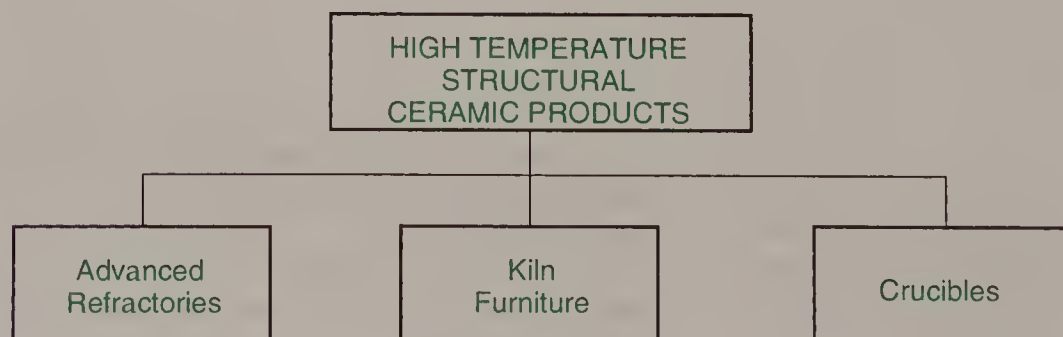 HIGH TEMPERATURE
STRUCTURAL
CERAMIC PRODUCTS
Advanced
Refractories
Kiln
Furniture
Crucibles